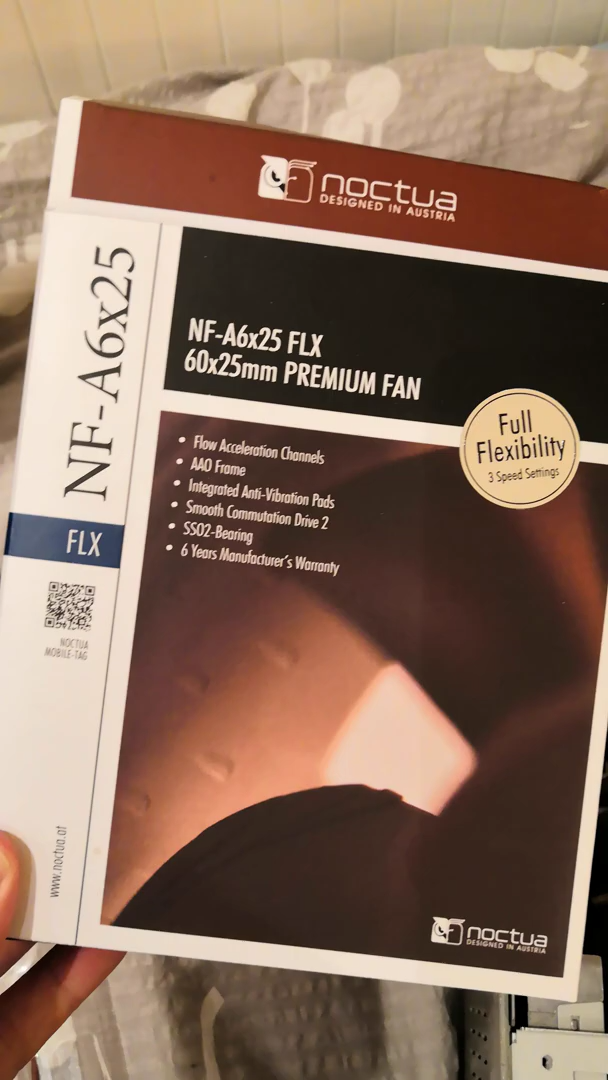 noctua
DESIGNED IN AUSTRIA
NF-A6x25
FLX
NOCTUA
MOBILE-TAG
www.noctua.at
NF-A6x25 FLX
60x25mm PREMIUM FAN
Full
Flexibility
3 Speed Settings
• Flow Acceleration Channels
• AAO Frame
• Integrated Anti-Vibration Pads
• Smooth Commutation Drive 2
• SSO2-Bearing
• 6 Years Manufacturer's Warranty
noctua
DESIGNED IN AUSTRIA